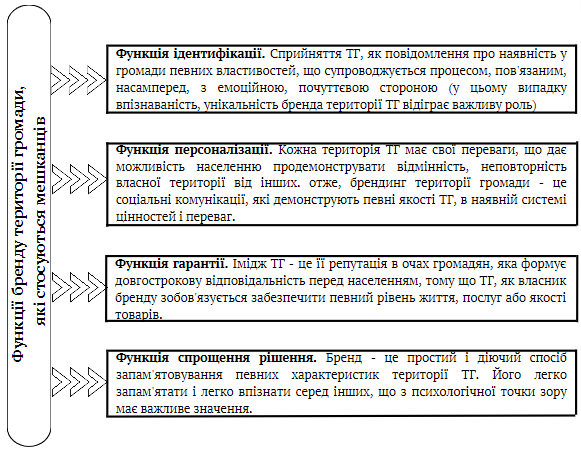 Функції бренду території громади,
які стосуються мешканців
Функція ідентифікації. Сприйняття ТГ, як повідомлення про наявність у
громади певних властивостей, що супроводжується процесом, пов'язаним,
насамперед, з емоційною, почуттєвою стороною (у цьому випадку
впізнаваність, унікальність бренда території ТГ відіграє важливу роль)
Функція персоналізації. Кожна територія ТГ має свої переваги, що дає
можливість населенню продемонструвати відмінність, неповторність
власної території від інших. отже, брендинг території громади - це
соціальні комунікації, які демонструють певні якості ТГ, в наявній системі
цінностей і переваг.
Функція гарантії. Імідж ТГ - це її репутація в очах громадян, яка формує
довгострокову відповідальність перед населенням, тому що ТГ, як власник
бренду зобов'язується забезпечити певний рівень життя, послуг або якості
товарів.
Функція спрощення рішення. Бренд - це простий і діючий спосіб
запам'ятовування певних характеристик території ТГ. Його легко
запам'ятати і легко впізнати серед інших, що з психологічної точки зору
має важливе значення.